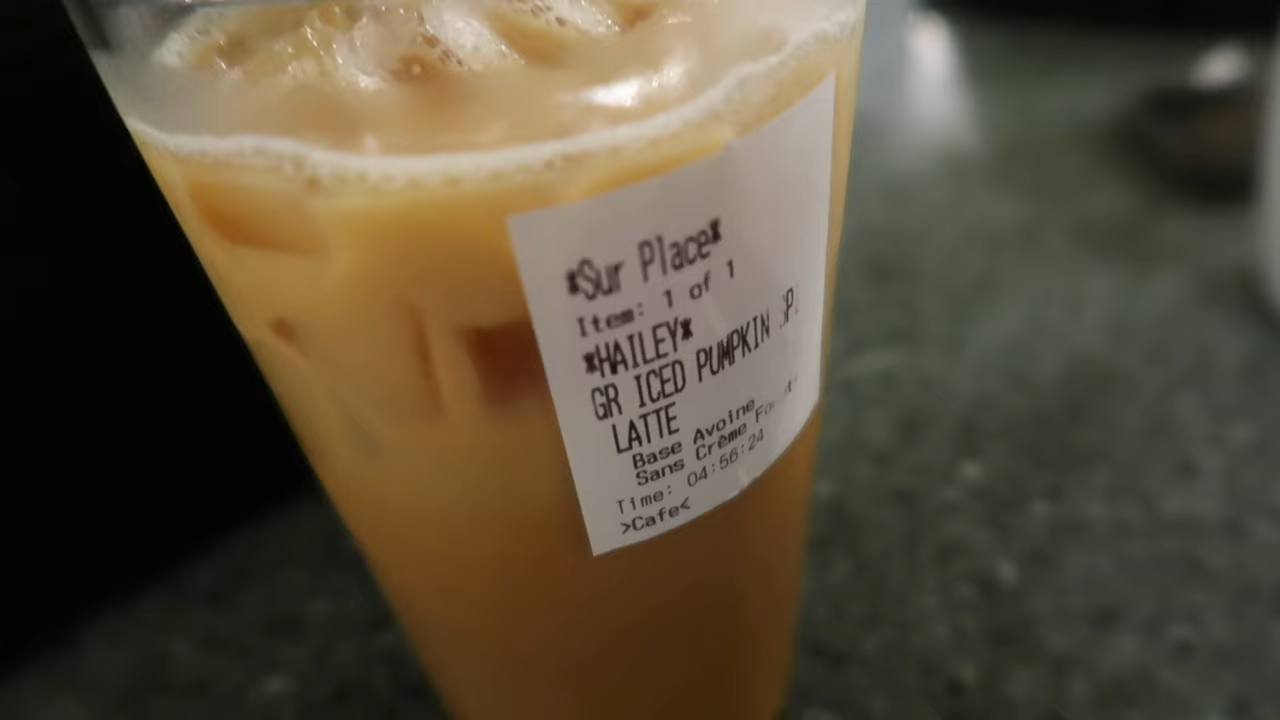 *Sur Place*
Item: 1 of 1
*HAILEY*
GR ICED PUMPKIN
LATTE
Base Avoine
Sans Crème
Time: 04:56:24
>Cafe<